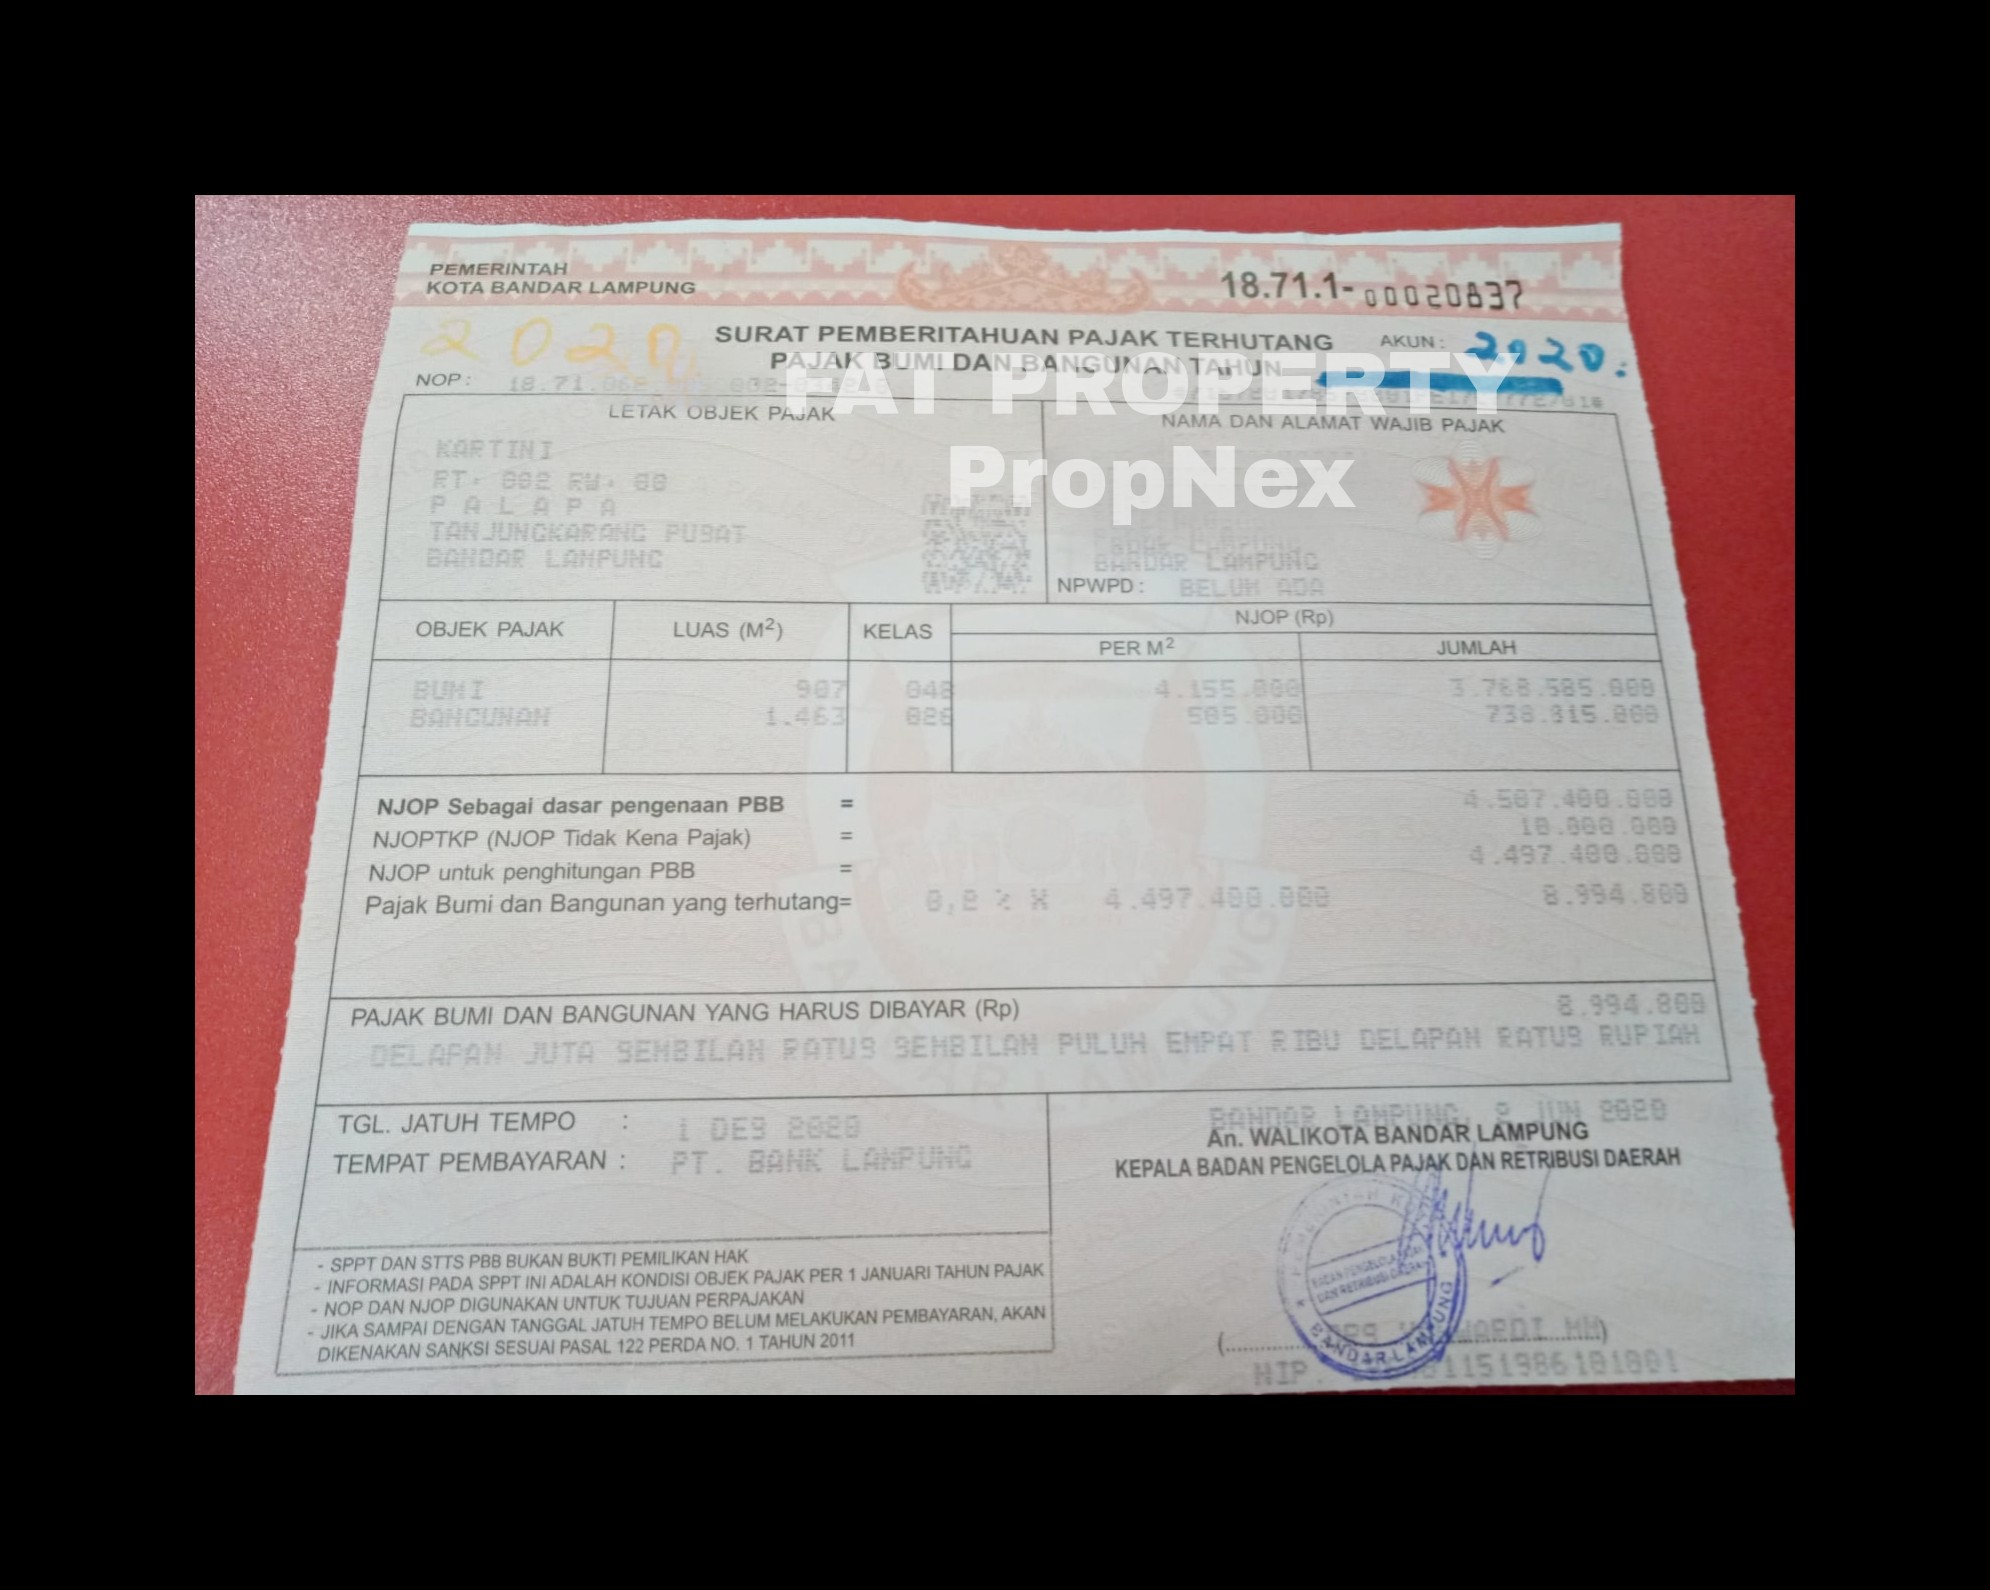 PEMERINTAH
KOTA BANDAR LAMPUNG
18.71.1-00020837
2020
SURAT PEMBERITAHUAN PAJAK TERHUTANG
AKUN : 2020.
PAJAK BUMI DAN BANGUNAN TAHUN
FAT PROPERTY
PropNex
NOP :
LETAK OBJEK PAJAK
NAMA DAN ALAMAT WAJIB PAJAK
KARTINI
RT. 002 RW. 00
P A L A P A
TANJUNGKARANG PUSAT
BANDAR LAMPUNG
BANDAR LAMPUNG
NPWPD : BELUM ADA
OBJEK PAJAK LUAS (M2) KELAS NJOP (Rp)
PER M2 JUMLAH
BUMI 907 048 4.155.000 3.768.585.000
BANGUNAN 1.463 026 505.000 738.815.000
NJOP Sebagai dasar pengenaan PBB = 4.507.400.000
NJOPTKP (NJOP Tidak Kena Pajak) = 10.000.000
NJOP untuk penghitungan PBB = 4.497.400.000
Pajak Bumi dan Bangunan yang terhutang= 0,2 % X 4.497.400.000 8.994.800
PAJAK BUMI DAN BANGUNAN YANG HARUS DIBAYAR (Rp) 8.994.800
DELAPAN JUTA SEMBILAN RATUS SEMBILAN PULUH EMPAT RIBU DELAPAN RATUS RUPIAH
TGL. JATUH TEMPO : 1 DES 2020
TEMPAT PEMBAYARAN : PT. BANK LAMPUNG
BANDAR LAMPUNG, JUN 2020
An. WALIKOTA BANDAR LAMPUNG
KEPALA BADAN PENGELOLA PAJAK DAN RETRIBUSI DAERAH
- SPPT DAN STTS PBB BUKAN BUKTI PEMILIKAN HAK
- INFORMASI PADA SPPT INI ADALAH KONDISI OBJEK PAJAK PER 1 JANUARI TAHUN PAJAK
- NOP DAN NJOP DIGUNAKAN UNTUK TUJUAN PERPAJAKAN
- JIKA SAMPAI DENGAN TANGGAL JATUH TEMPO BELUM MELAKUKAN PEMBAYARAN, AKAN
DIKENAKAN SANKSI SESUAI PASAL 122 PERDA NO. 1 TAHUN 2011
BANDAR LAMPUNG
NIP.